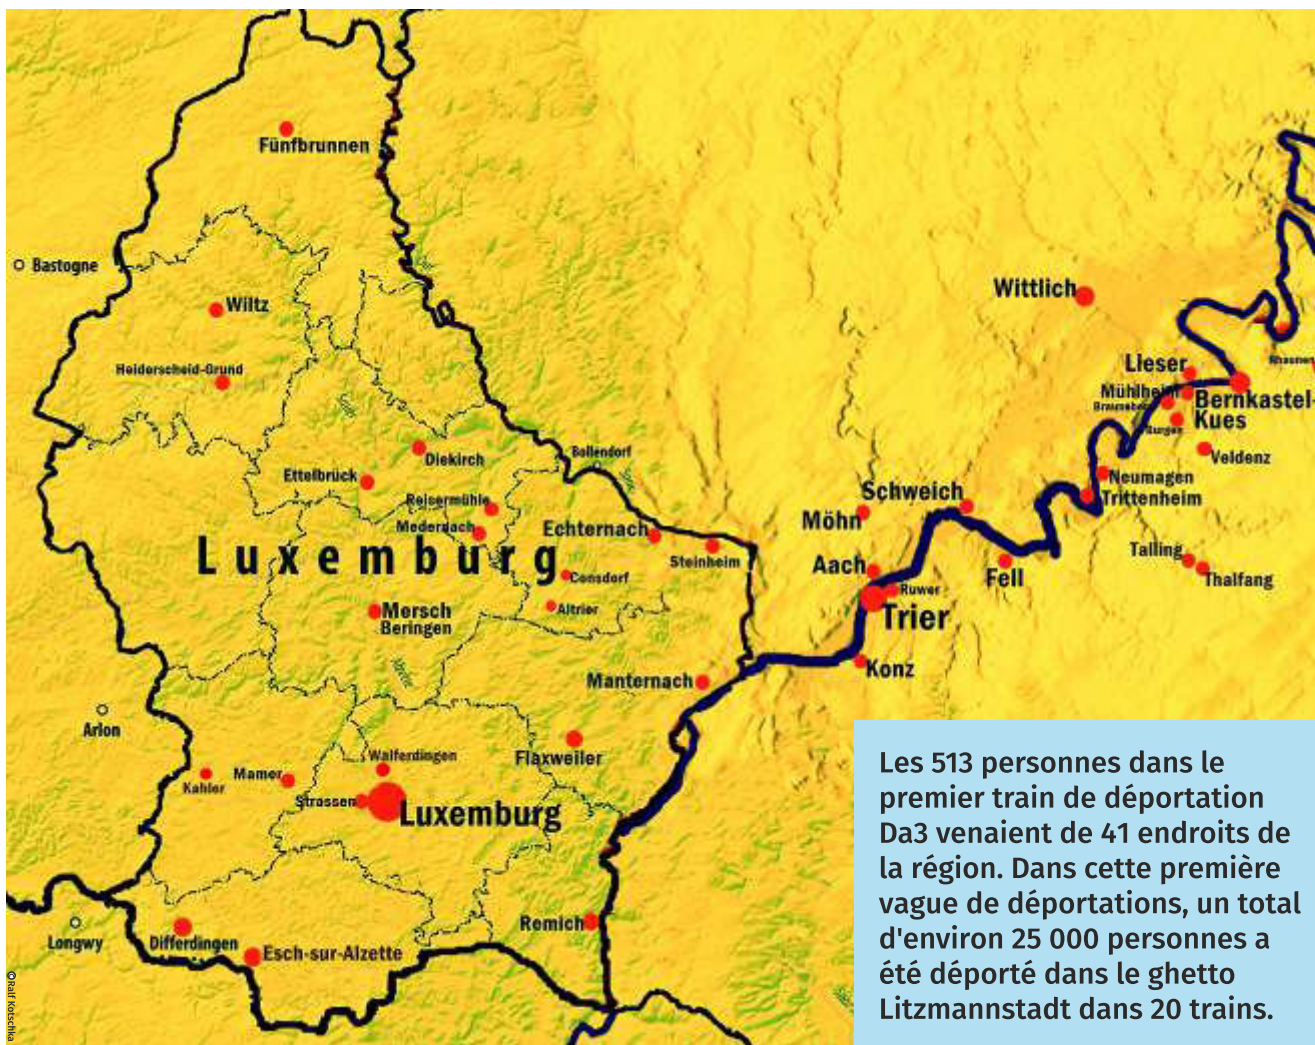 Fünfbrunnen
Bastogne
Wiltz
Heiderscheid-Grund
Wittlich
Lieser
Mühlheim
Bernkastel-
Kues
Burgen
Veldenz
Neumagen
Trittenheim
Bollendorf
Diekirch
Ettelbrück
Reisermühle
Medernach
Echternach
Steinheim
Schweich
Möhn
Aach
Fell
Ruwer
Trier
Talling
Thalfang
Luxemburg
Consdorf
Altrier
Mersch
Beringen
Manternach
Konz
Arlon
Flaxweiler
Walferdingen
Kahler
Mamer
Strassen
Luxemburg
Remich
Longwy
Differdingen
Esch-sur-Alzette
Les 513 personnes dans le
premier train de déportation
Da3 venaient de 41 endroits de
la région. Dans cette première
vague de déportations, un total
d'environ 25 000 personnes a
été déporté dans le ghetto
Litzmannstadt dans 20 trains.
©Ralf Kotschka